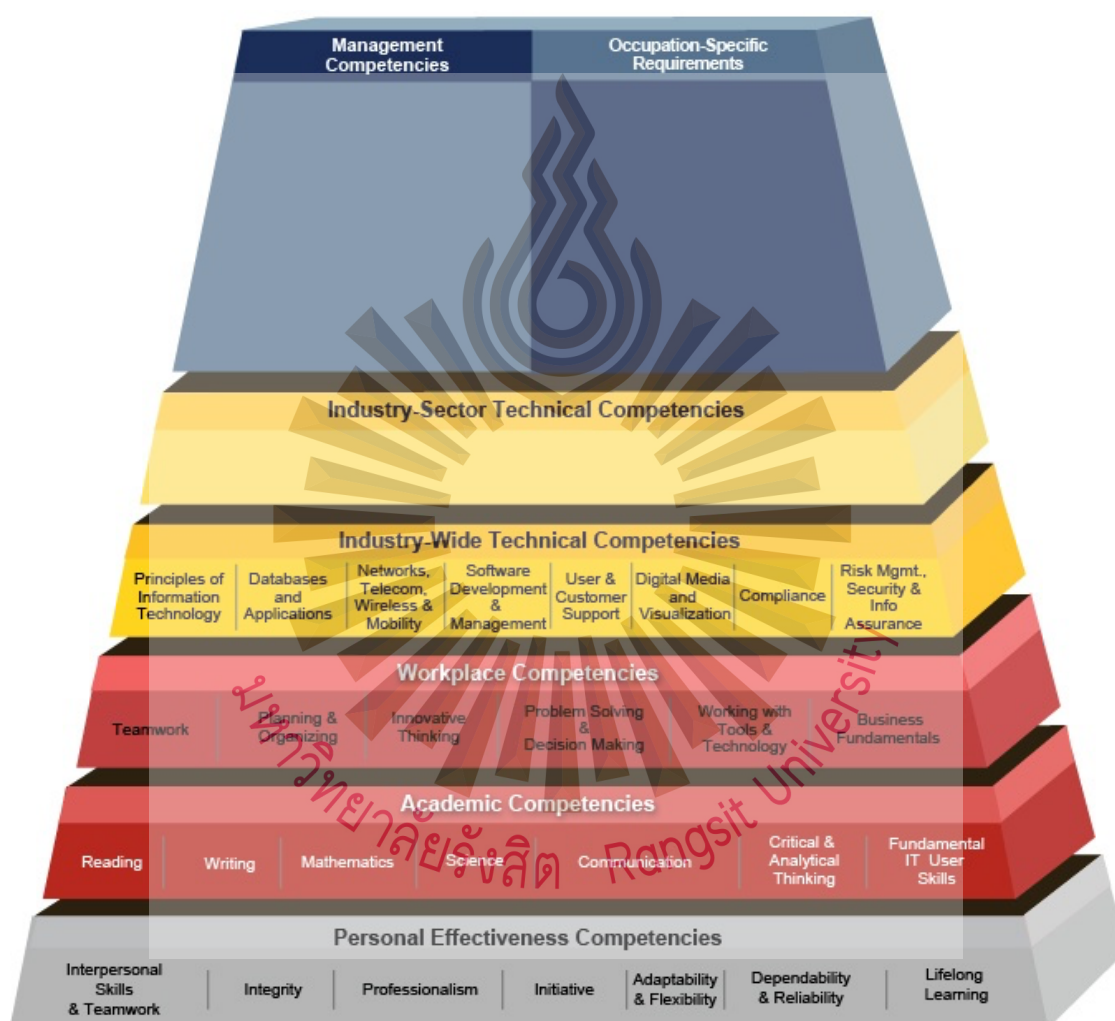 Management
Competencies
Occupation-Specific
Requirements
Industry-Sector Technical Competencies
Industry-Wide Technical Competencies
Principles of
Information
Technology
Databases
and
Applications
Networks,
Telecom,
Wireless &
Mobility
Software
Development
&
Management
User &
Customer
Support
Digital Media
and
Visualization
Compliance
Risk Mgmt.,
Security &
Info
Assurance
Workplace Competencies
Teamwork
Planning &
Organizing
Innovative
Thinking
Problem Solving
&
Decision Making
Working with
Tools &
Technology
Business
Fundamentals
Academic Competencies
Reading
Writing
Mathematics
Science
Communication
Critical &
Analytical
Thinking
Fundamental
IT User
Skills
Personal Effectiveness Competencies
Interpersonal
Skills
& Teamwork
Integrity
Professionalism
Initiative
Adaptability
& Flexibility
Dependability
& Reliability
Lifelong
Learning
มหาวิทยาลัยรังสิต Rangsit University